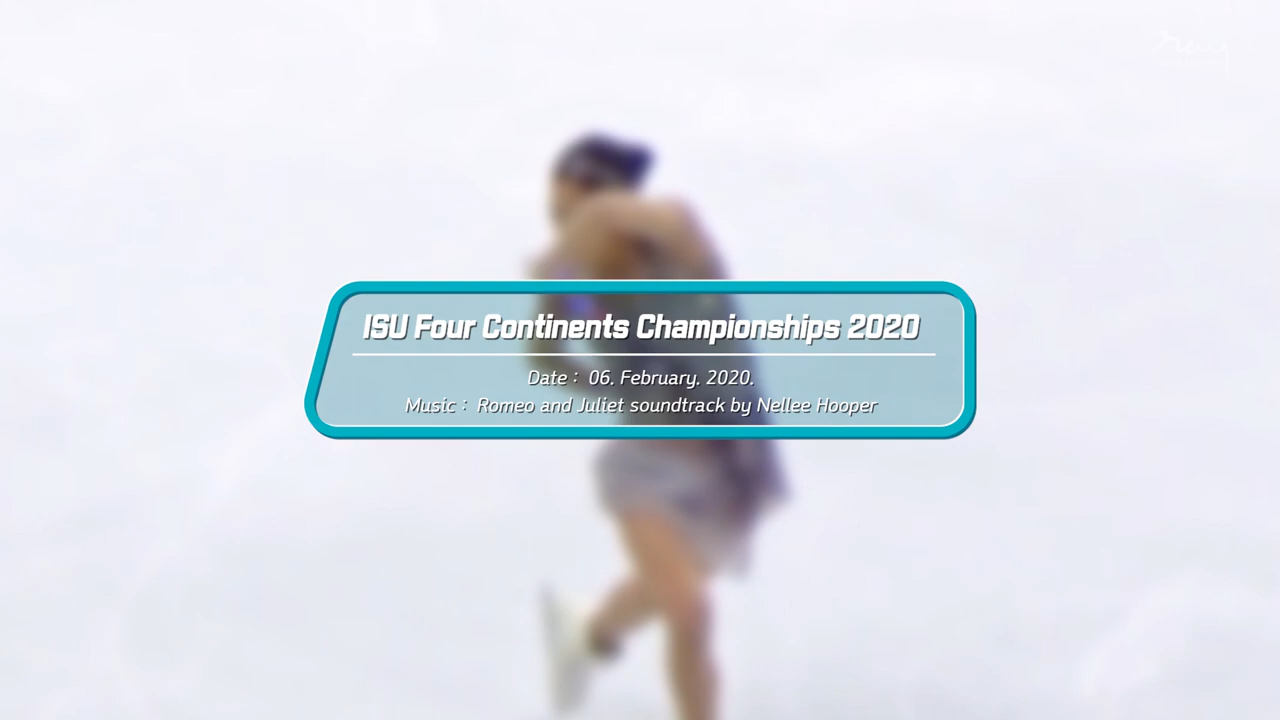 ISU Four Continents Championships 2020
Date : 06. February. 2020.
Music : Romeo and Juliet soundtrack by Nellee Hooper